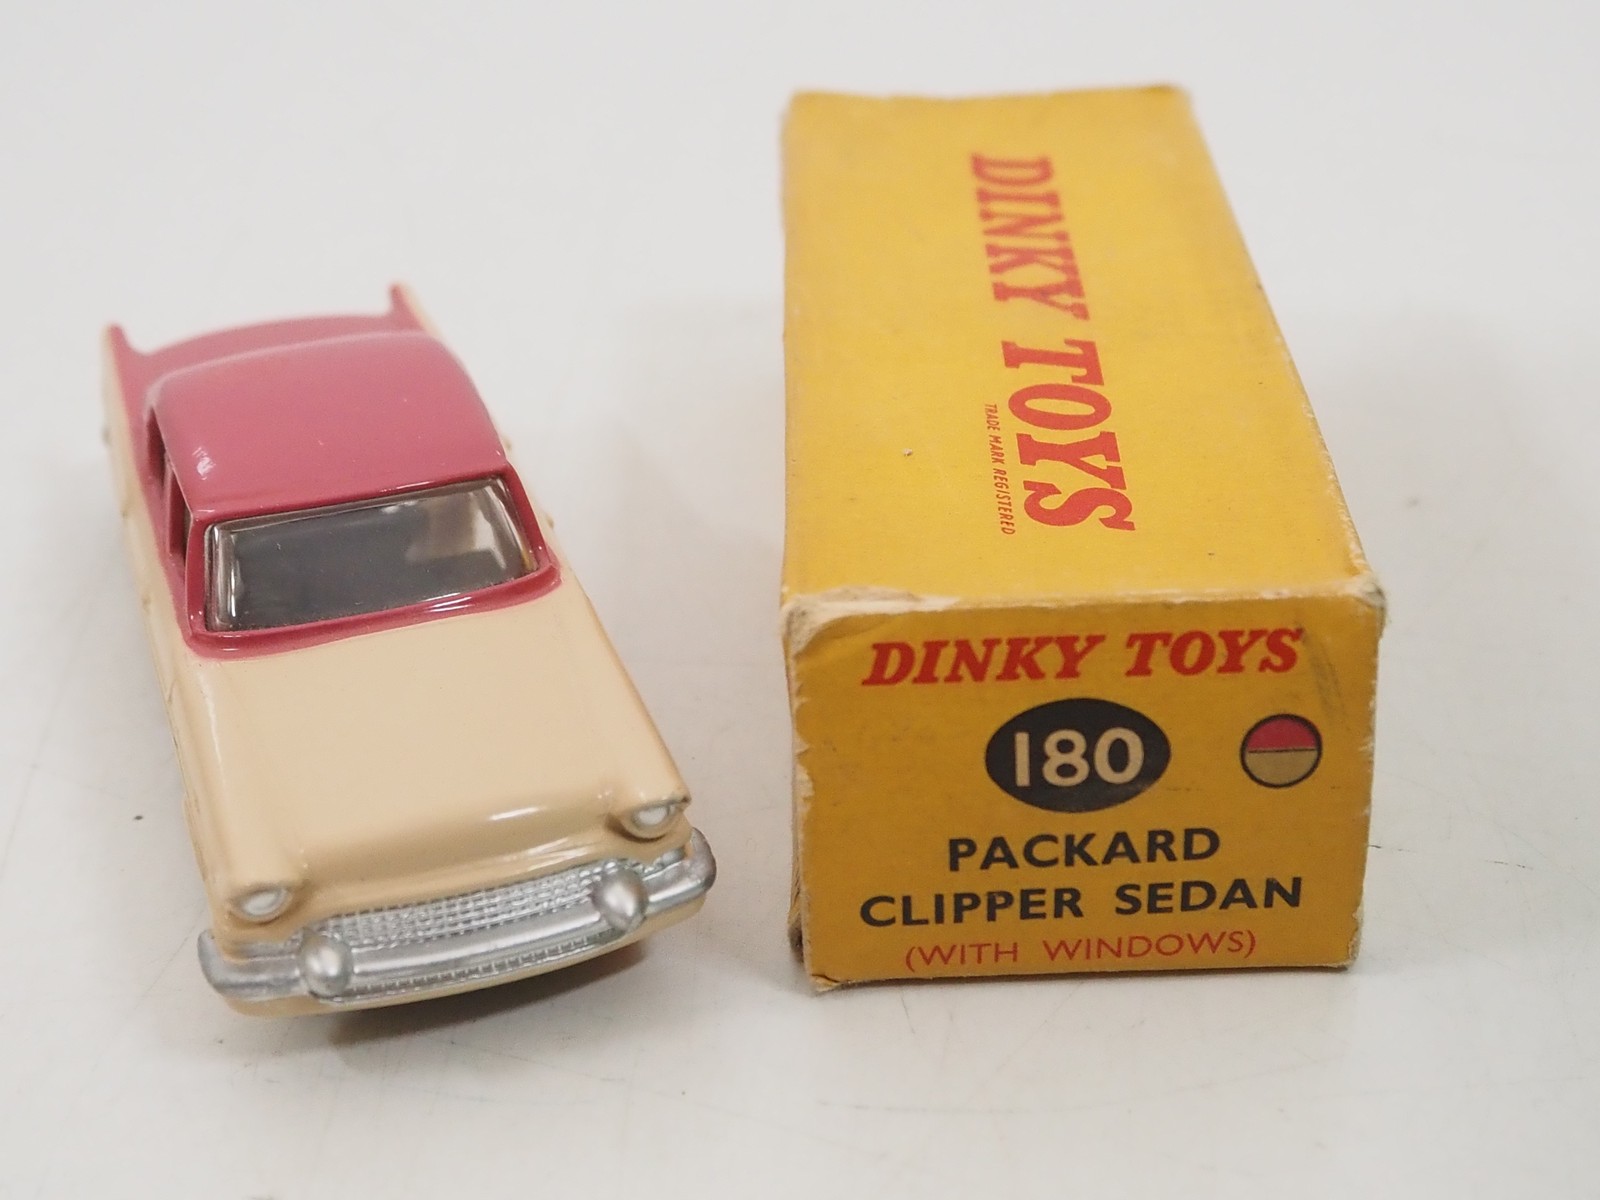 DINKY TOYS
TRADE MARK REGISTERED
DINKY TOYS
180
PACKARD
CLIPPER SEDAN
(WITH WINDOWS)